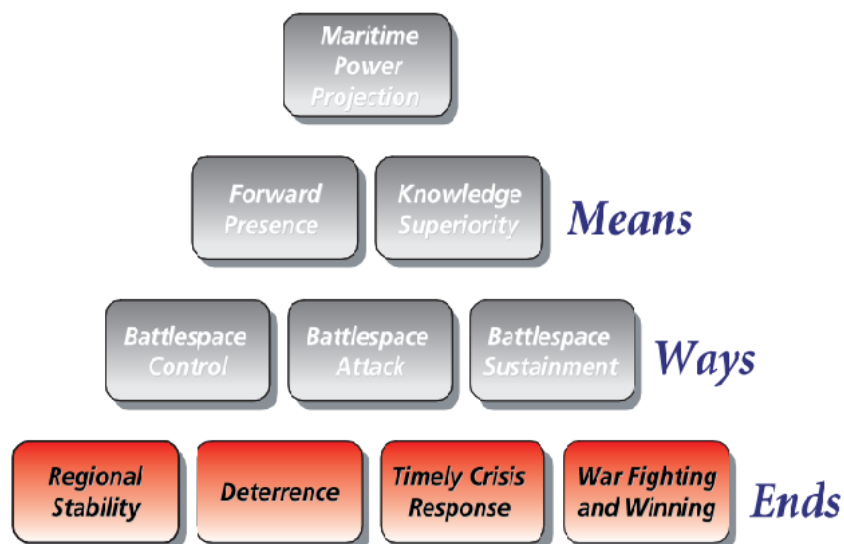 Maritime
Power
Projection
Forward
Presence
Knowledge
Superiority
Means
Battlespace
Control
Battlespace
Attack
Battlespace
Sustainment
Ways
Regional
Stability
Deterrence
Timely Crisis
Response
War Fighting
and Winning
Ends